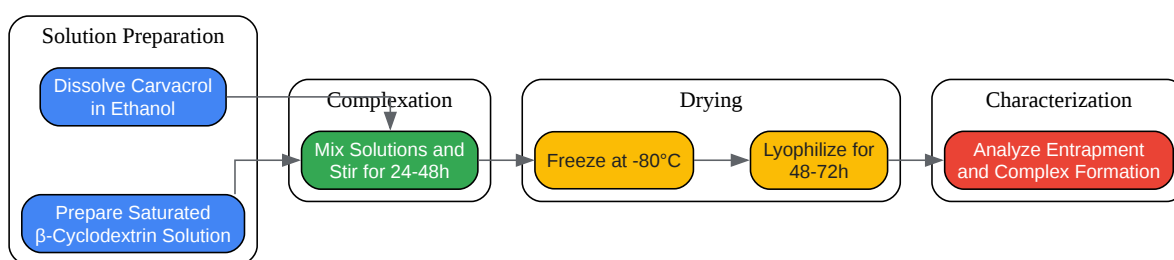 Solution Preparation
Dissolve Carvacrol
in Ethanol
Prepare Saturated
β-Cyclodextrin Solution
Complexation
Mix Solutions and
Stir for 24-48h
Drying
Freeze at -80°C
Lyophilize for
48-72h
Characterization
Analyze Entrapment
and Complex Formation